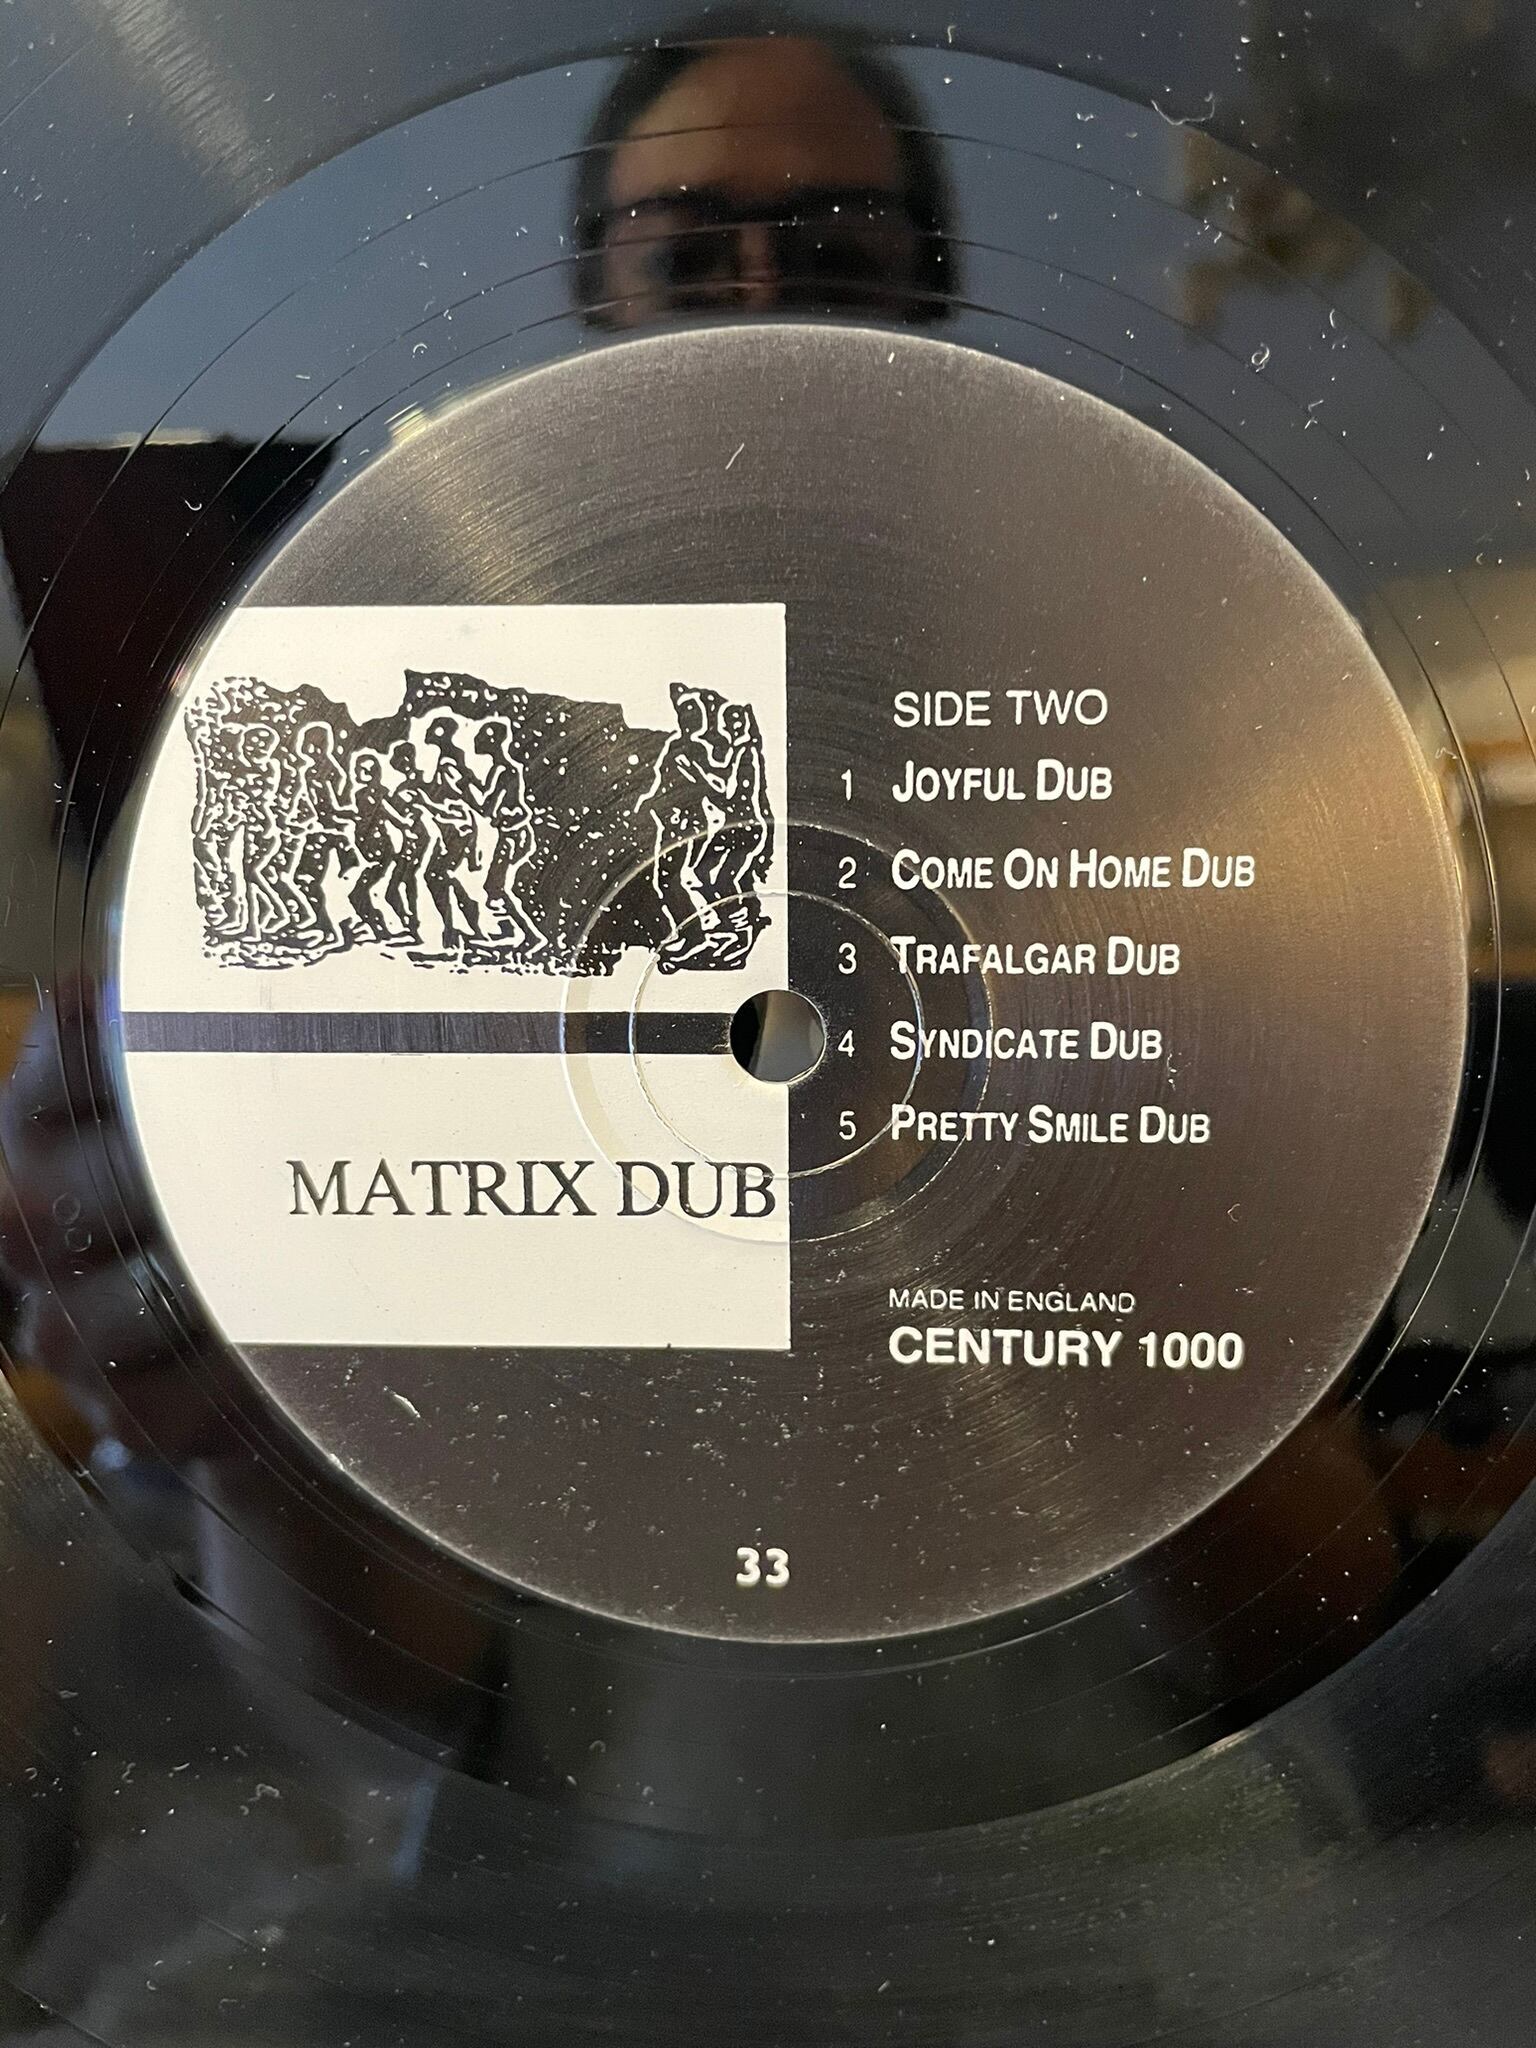 SIDE TWO
1 JOYFUL DUB
2 COME ON HOME DUB
3 TRAFALGAR DUB
4 SYNDICATE DUB
5 PRETTY SMILE DUB
MATRIX DUB
MADE IN ENGLAND
CENTURY 1000
33